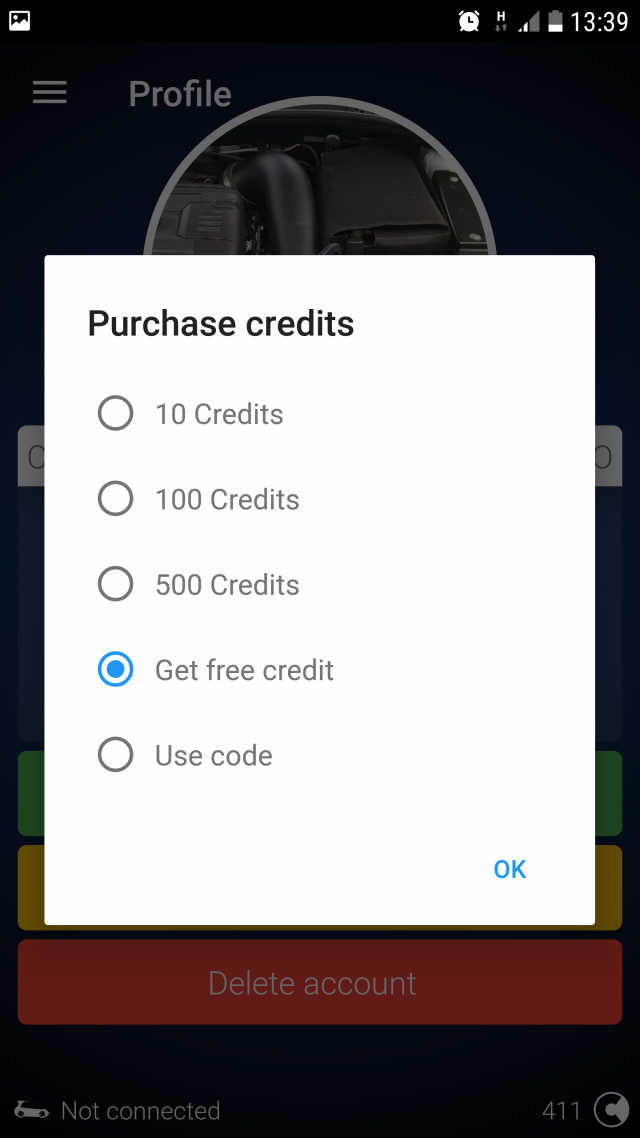 H
13:39
Profile
Purchase credits
10 Credits
100 Credits
500 Credits
Get free credit
Use code
OK
Delete account
Not connected
411